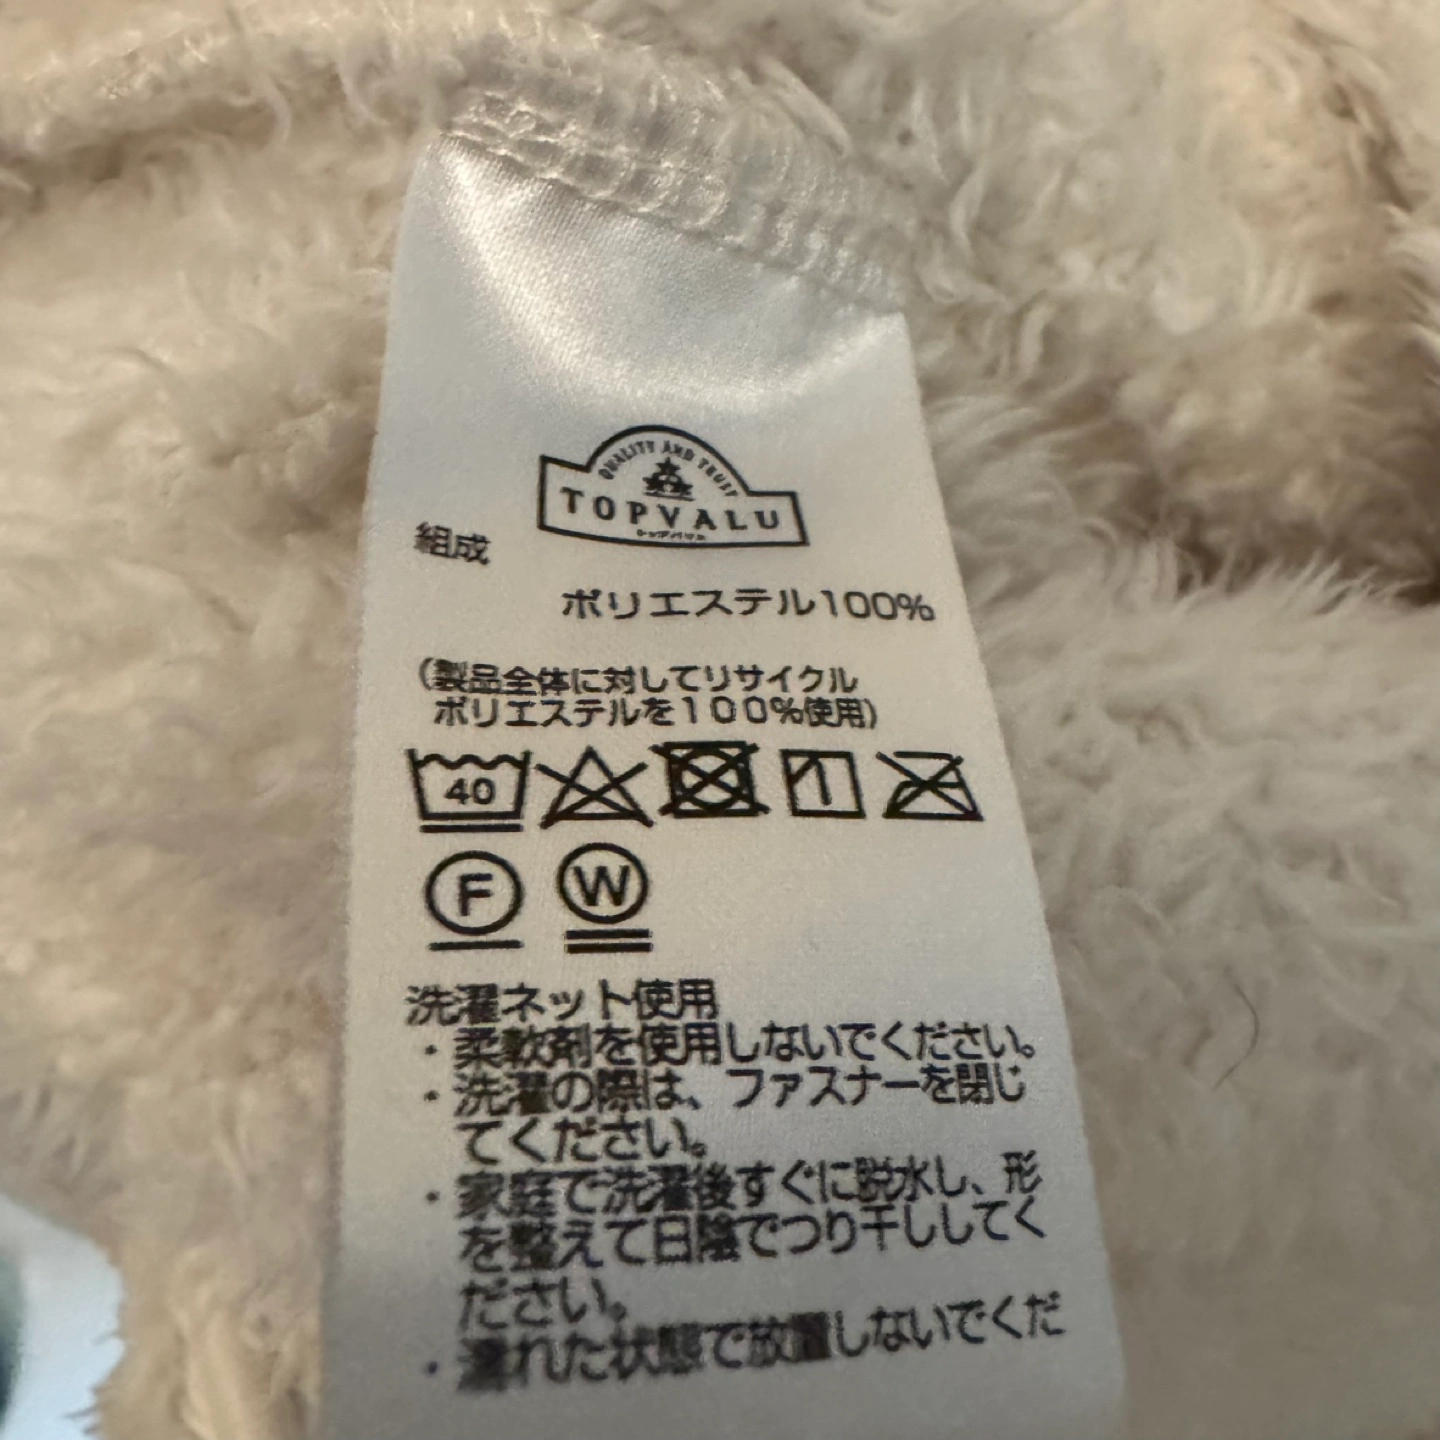 QUALITY AND TRUST
TOPVALU
トップバリュ
組成
ポリエステル100%
(製品全体に対してリサイクル
ポリエステルを100%使用)
40
F
W
洗濯ネット使用
・柔軟剤を使用しないでください。
・洗濯の際は、ファスナーを閉じ
てください。
・家庭で洗濯後すぐに脱水し、形
を整えて日陰でつり干ししてく
ださい。
・濡れた状態で放置しないでくだ